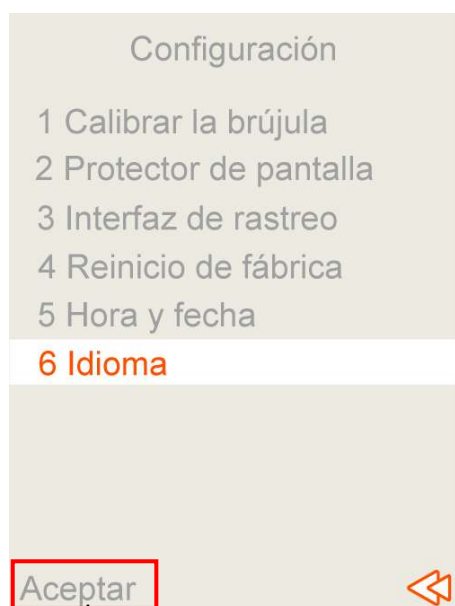 Configuración
1 Calibrar la brújula
2 Protector de pantalla
3 Interfaz de rastreo
4 Reinicio de fábrica
5 Hora y fecha
6 Idioma
Aceptar